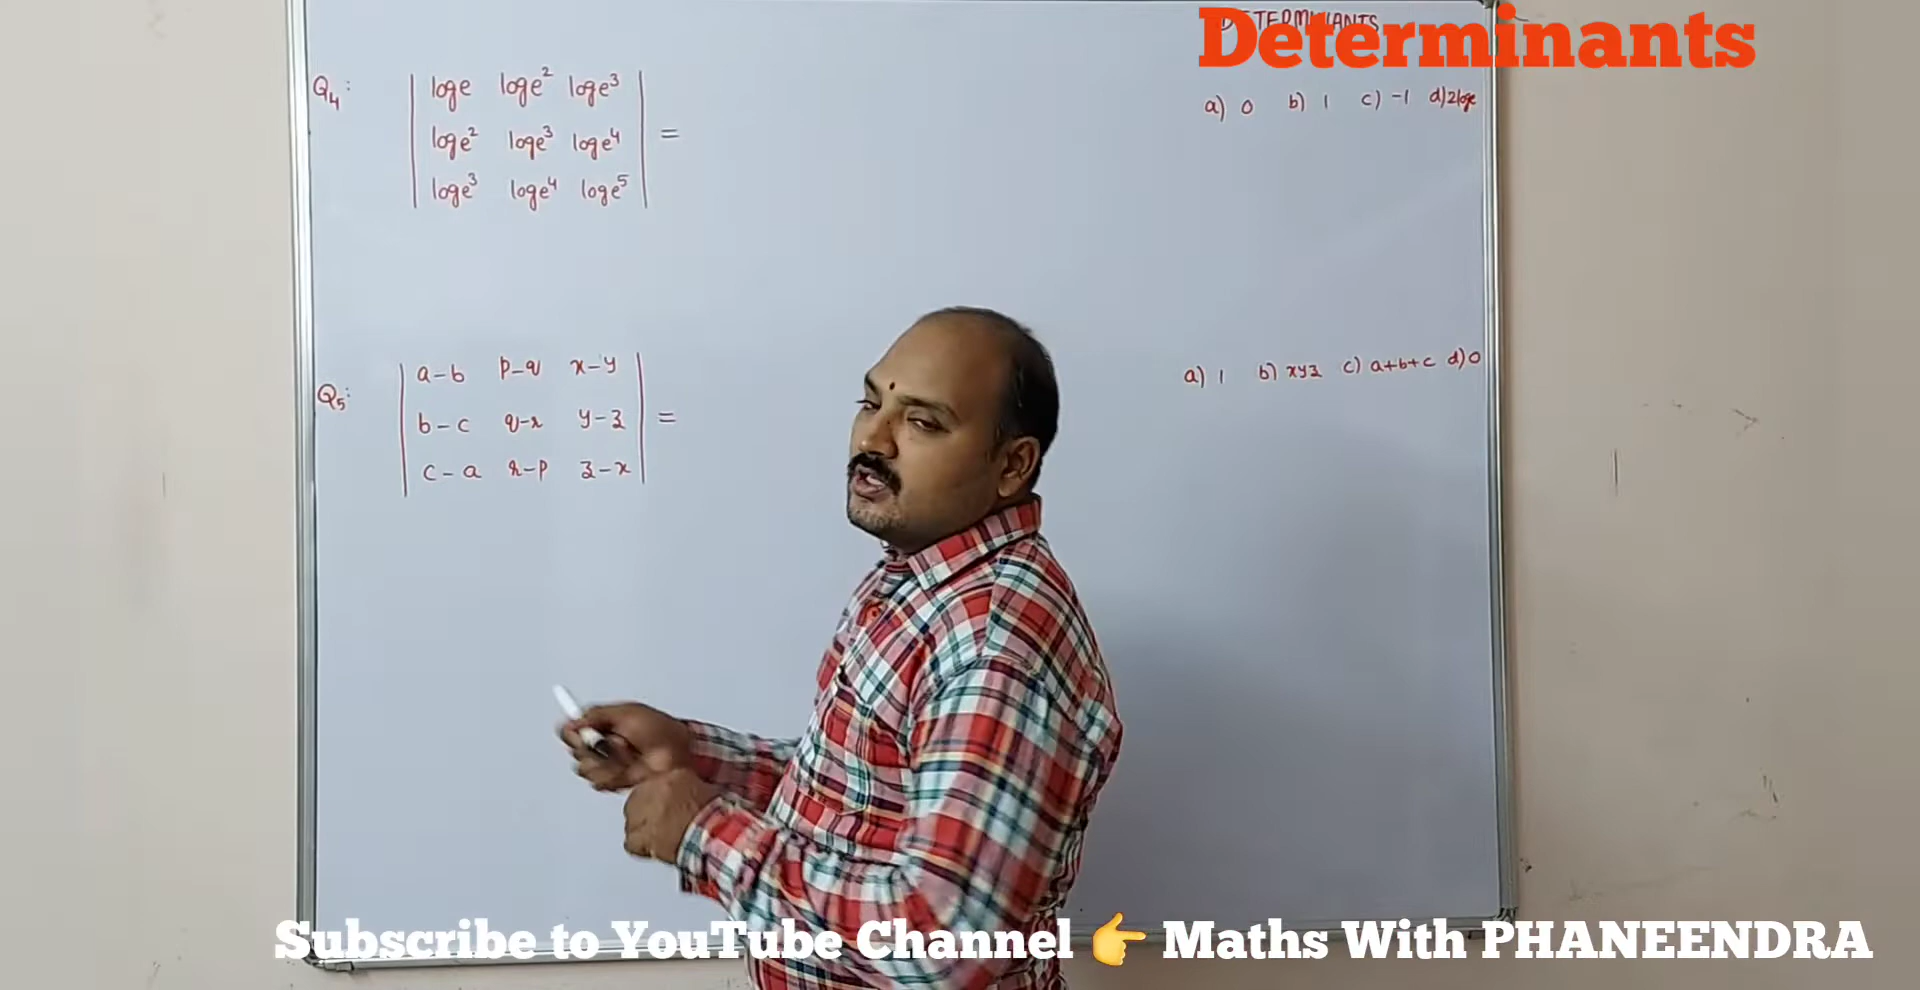 DETERMINANTS
Determinants
Q4: | loge loge² loge³ |
| loge² loge³ loge⁴ | =
| loge³ loge⁴ loge⁵ |
a) 0 b) 1 c) -1 d) 2loge
Q5: | a-b p-q x-y |
| b-c q-r y-z | =
| c-a r-p z-x |
a) 1 b) xyz c) a+b+c d) 0
Subscribe to YouTube Channel 👉 Maths With PHANEENDRA